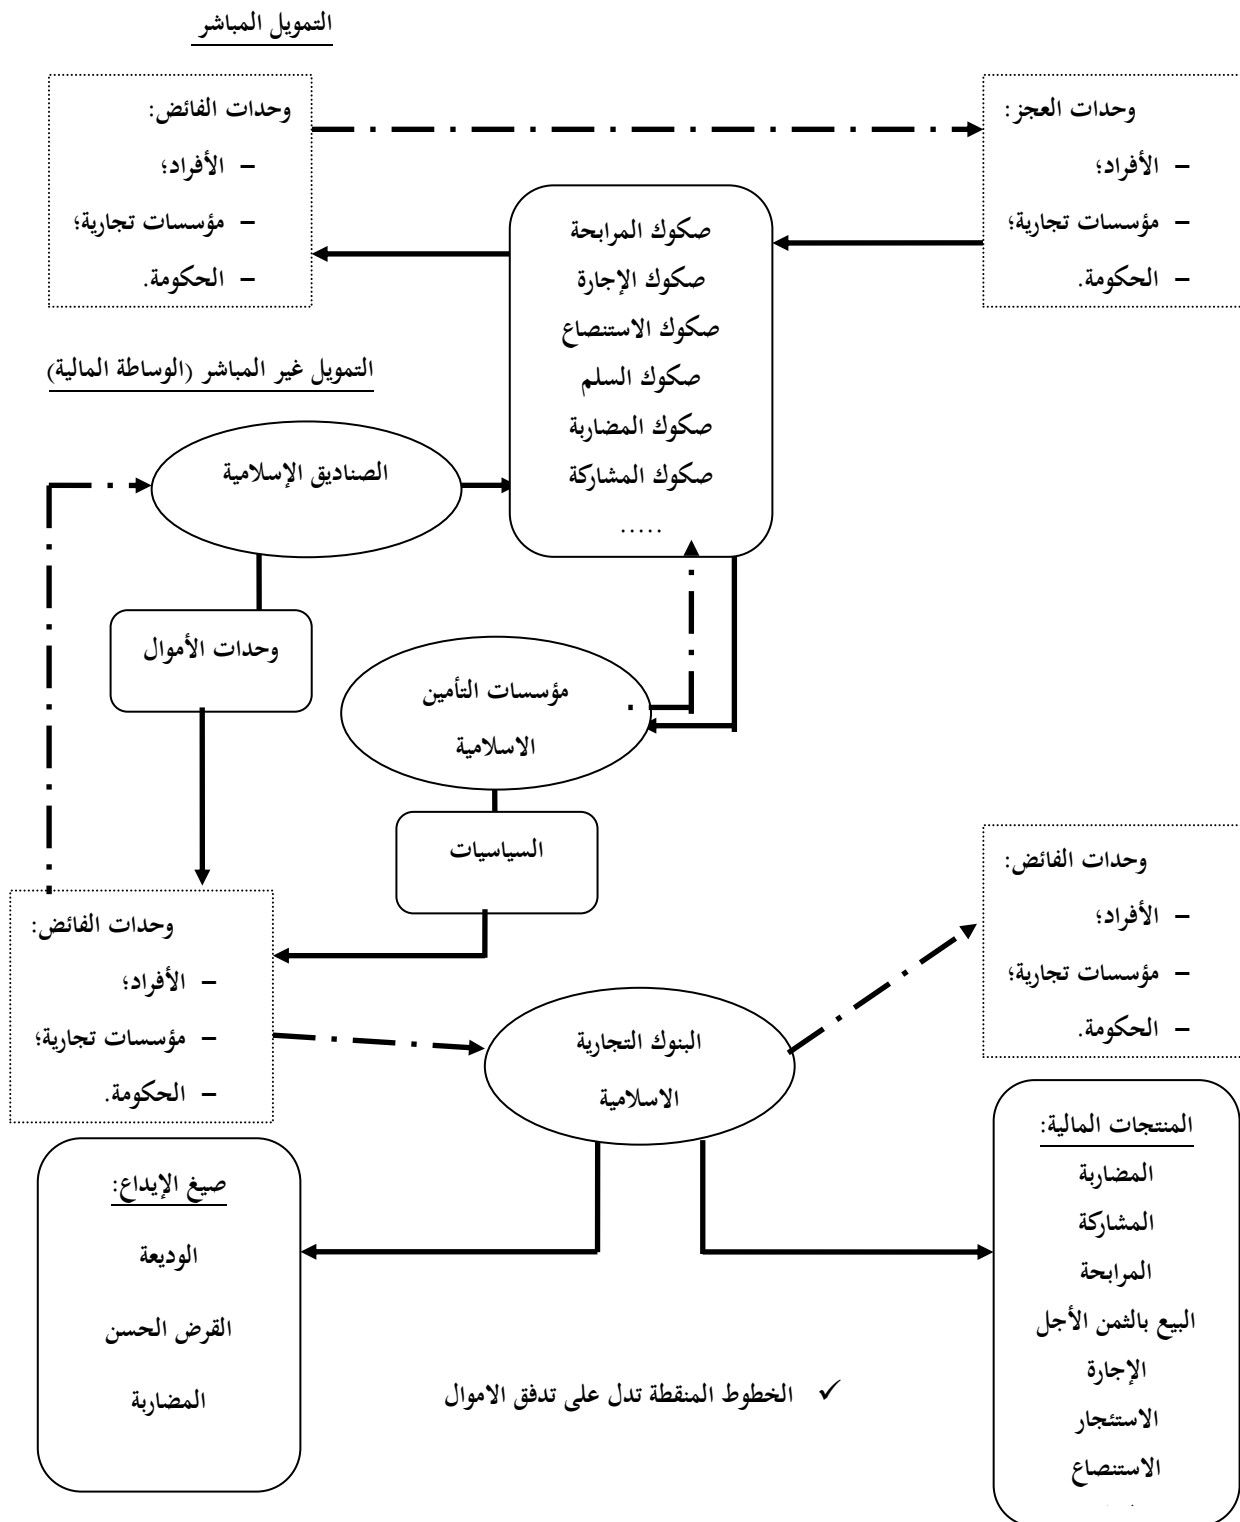 التمويل المباشر
وحدات العجز:
– الأفراد؛
– مؤسسات تجارية؛
– الحكومة.
وحدات الفائض:
– الأفراد؛
– مؤسسات تجارية؛
– الحكومة.
صكوك المرابحة
صكوك الإجارة
صكوك الاستنصاع
صكوك السلم
صكوك المضاربة
صكوك المشاركة
.....
التمويل غير المباشر (الوساطة المالية)
الصناديق الإسلامية
وحدات الأموال
مؤسسات التأمين
الاسلامية
السياسيات
وحدات الفائض:
– الأفراد؛
– مؤسسات تجارية؛
– الحكومة.
وحدات الفائض:
– الأفراد؛
– مؤسسات تجارية؛
– الحكومة.
البنوك التجارية
الاسلامية
المنتجات المالية:
المضاربة
المشاركة
المرابحة
البيع بالثمن الأجل
الإجارة
الاستئجار
الاستنصاع
صيغ الإيداع:
الوديعة
القرض الحسن
المضاربة
✓ الخطوط المنقطة تدل على تدفق الاموال